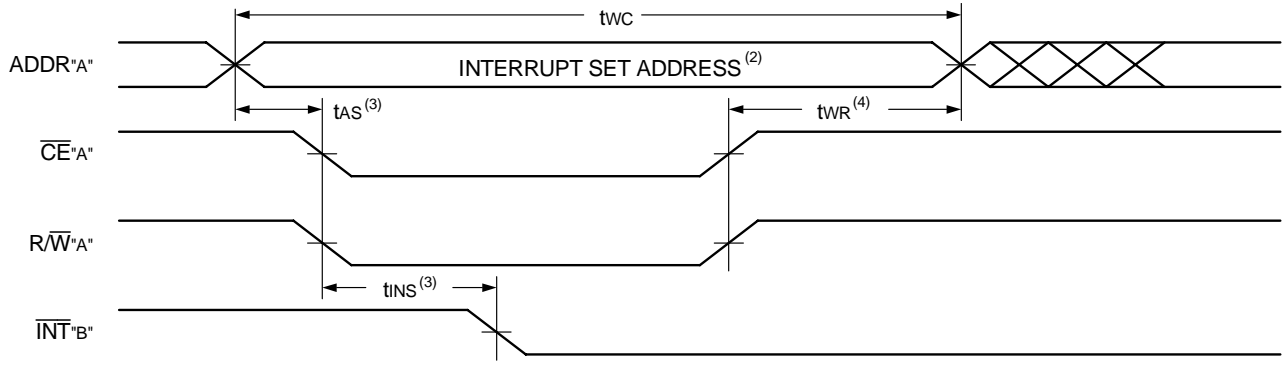 tWC
ADDR"A"
INTERRUPT SET ADDRESS(2)
tAS(3)
tWR(4)
CE"A"
R/W"A"
tINS(3)
INT"B"